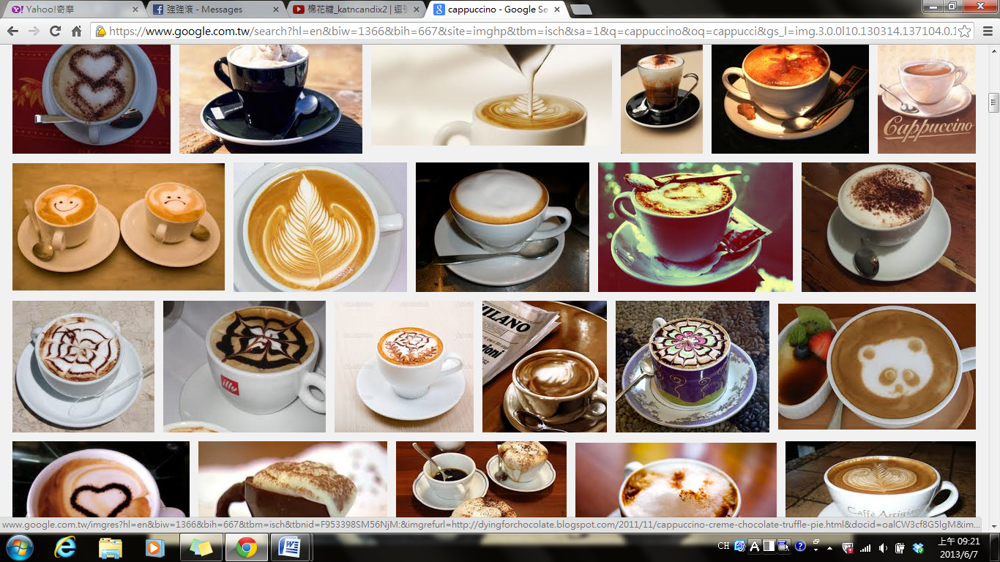 Yahoo!奇摩
強強滾 - Messages
棉花糖_katncandix2 | 逗
cappuccino - Google Se
https://www.google.com.tw/search?hl=en&biw=1366&bih=667&site=imghp&tbm=isch&sa=1&q=cappuccino&oq=cappucci&gs_l=img.3.0.0l10.130314.137104.0.1
Cappuccino
MILANO
illy
Caffè Artigia
www.google.com.tw/imgres?hl=en&biw=1366&bih=667&tbm=isch&tbnid=F953398SM56NjM:&imgrefurl=http://dyingforchocolate.blogspot.com/2011/11/cappuccino-creme-chocolate-truffle-pie.html&docid=oalCW3cf8G5lgM&im...
CH
A
上午 09:21
2013/6/7